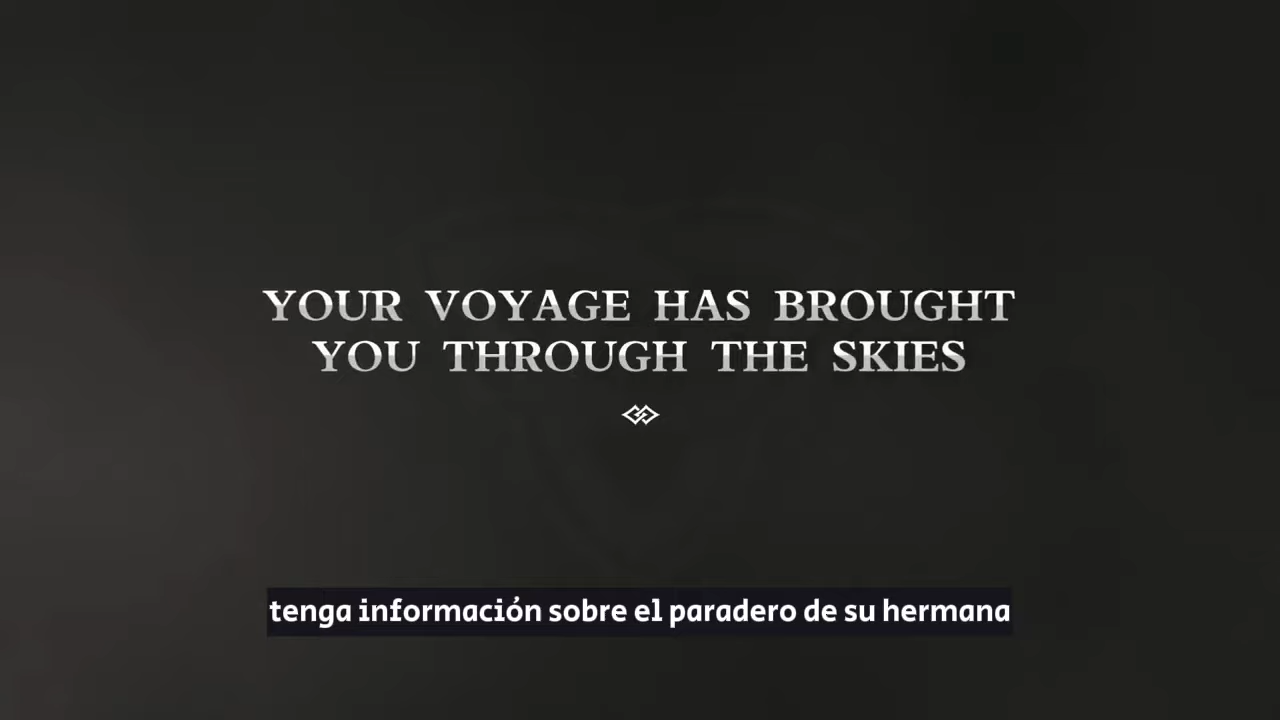 YOUR VOYAGE HAS BROUGHT
YOU THROUGH THE SKIES
tenga información sobre el paradero de su hermana